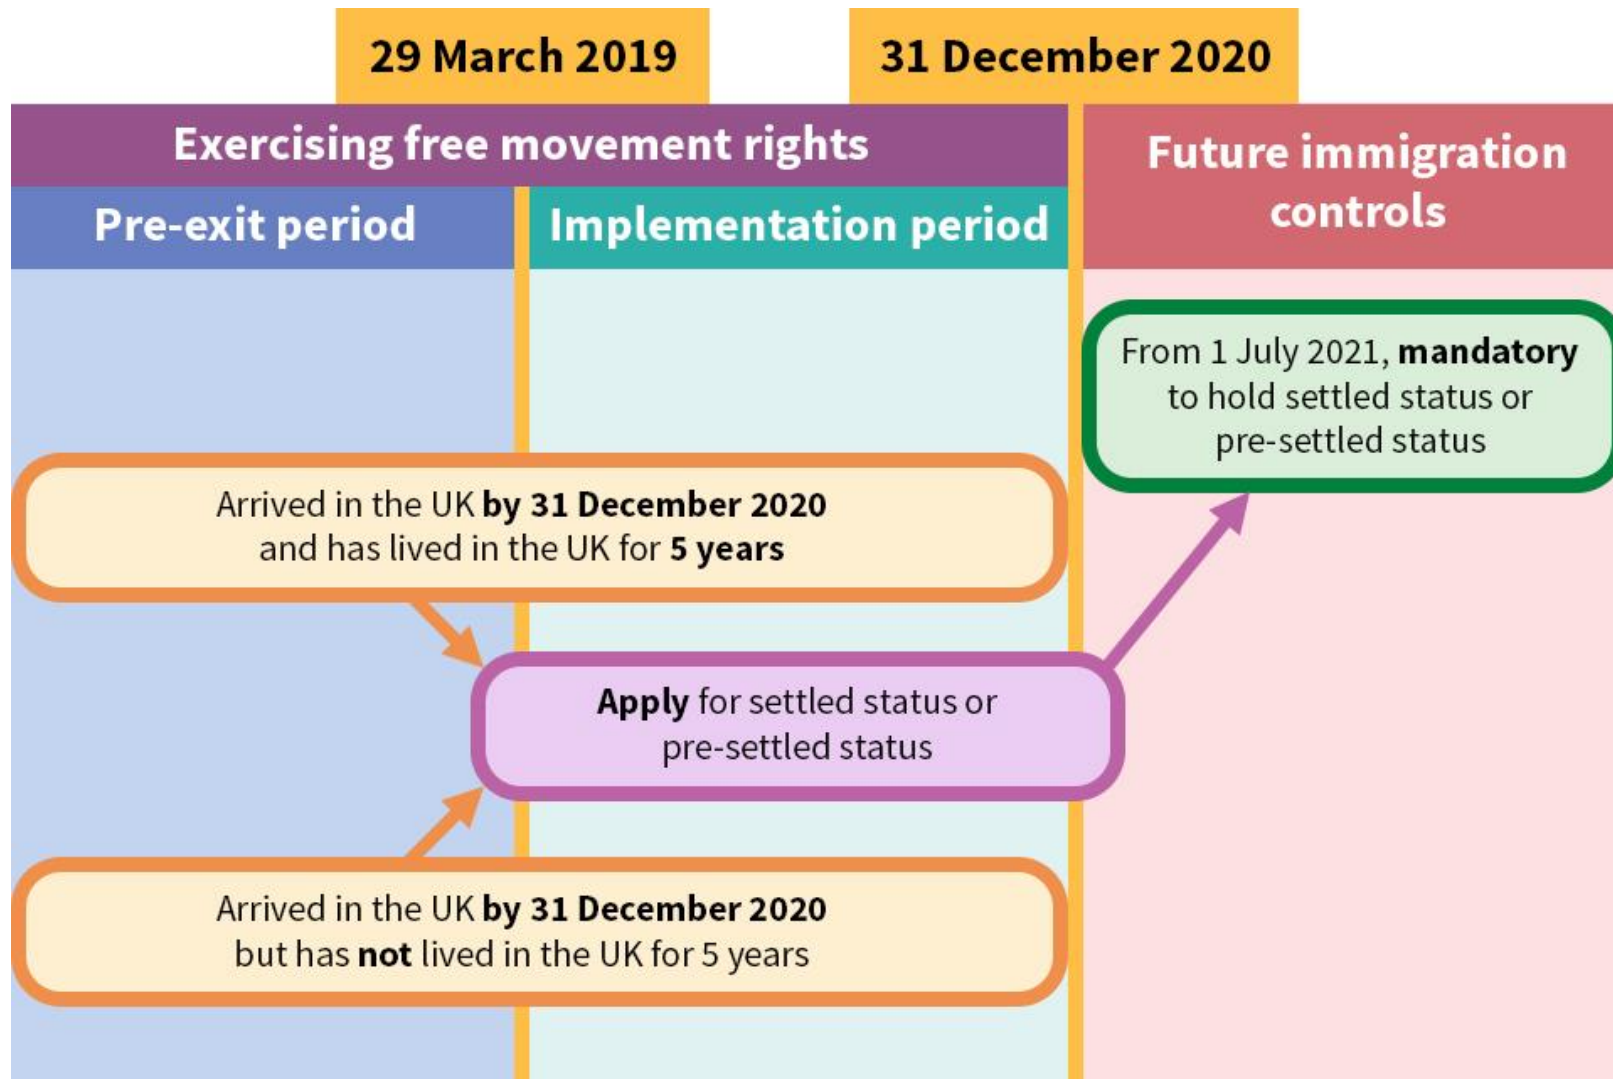 29 March 2019
31 December 2020
Exercising free movement rights
Future immigration
controls
Pre-exit period
Implementation period
From 1 July 2021, mandatory
to hold settled status or
pre-settled status
Arrived in the UK by 31 December 2020
and has lived in the UK for 5 years
Apply for settled status or
pre-settled status
Arrived in the UK by 31 December 2020
but has not lived in the UK for 5 years